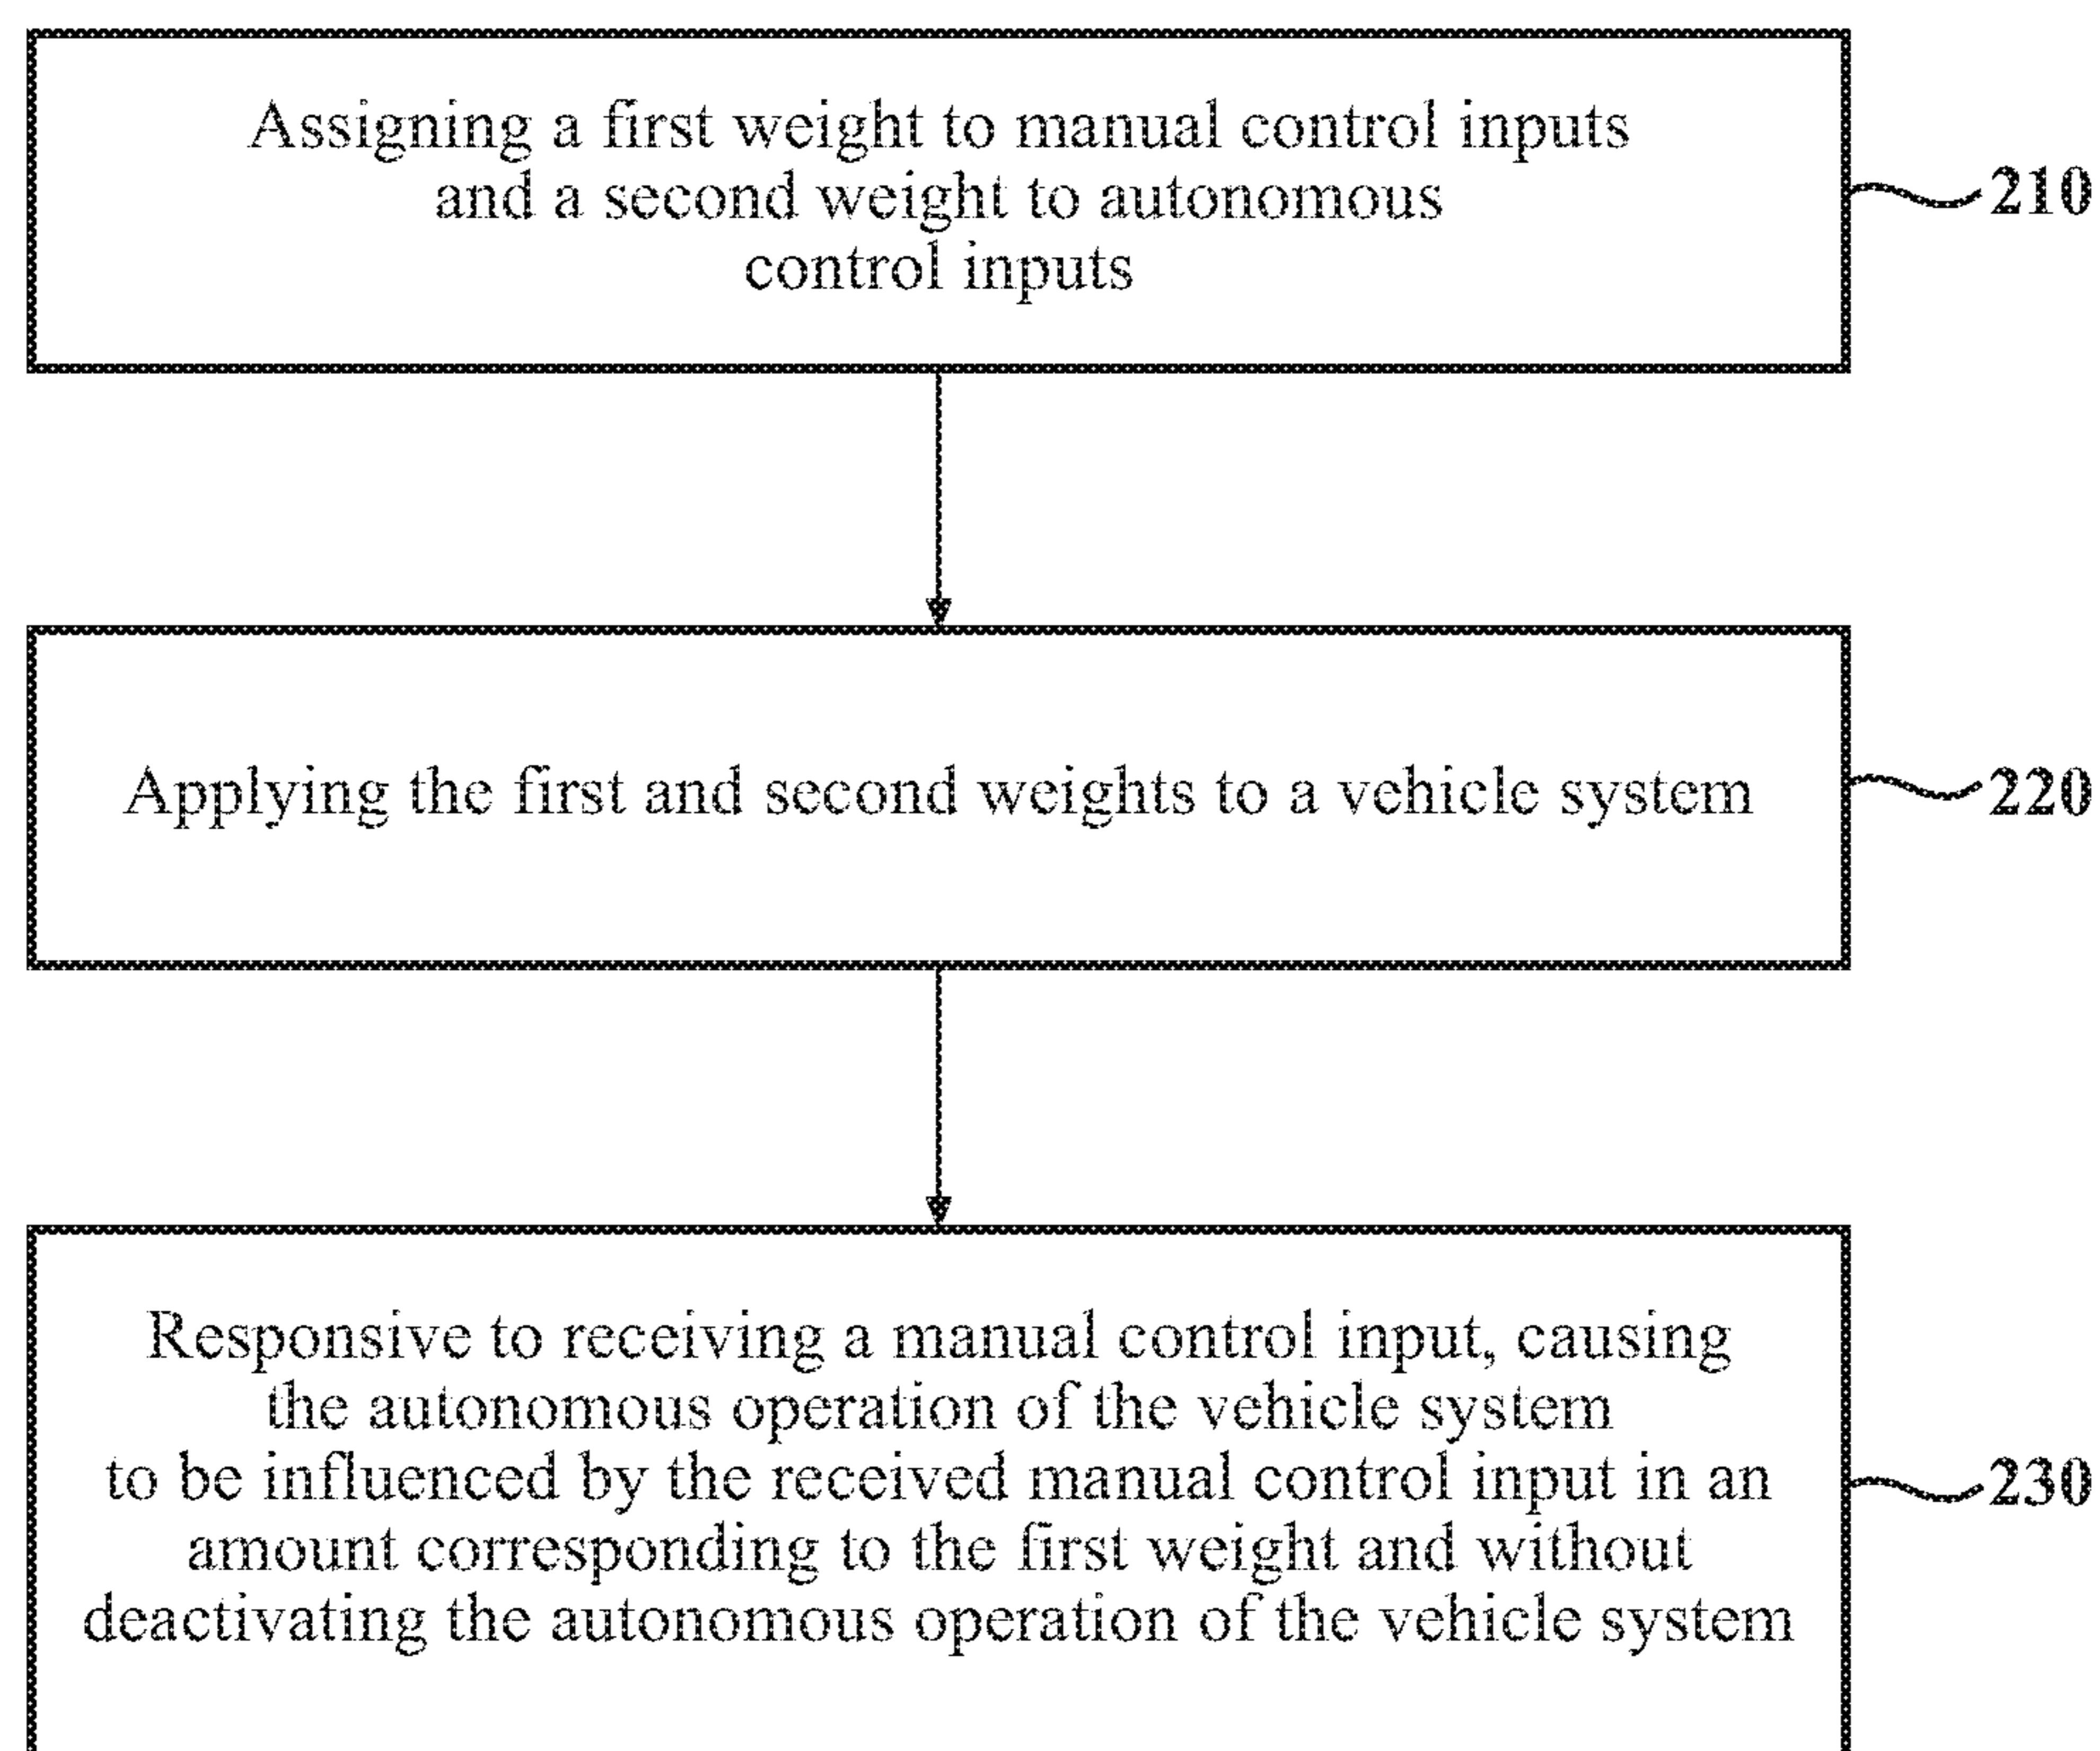 Assigning a first weight to manual control inputs
and a second weight to autonomous
control inputs
210
Applying the first and second weights to a vehicle system
220
Responsive to receiving a manual control input, causing
the autonomous operation of the vehicle system
to be influenced by the received manual control input in an
amount corresponding to the first weight and without
deactivating the autonomous operation of the vehicle system
230